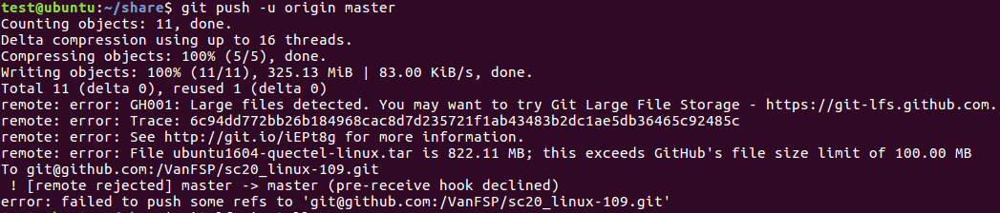 test@ubuntu:~/share$ git push -u origin master
Counting objects: 11, done.
Delta compression using up to 16 threads.
Compressing objects: 100% (5/5), done.
Writing objects: 100% (11/11), 325.13 MiB | 83.00 KiB/s, done.
Total 11 (delta 0), reused 1 (delta 0)
remote: error: GH001: Large files detected. You may want to try Git Large File Storage - https://git-lfs.github.com.
remote: error: Trace: 6c94dd772bb26b184968cac8d7d235721f1ab43483b2dc1ae5db36465c92485c
remote: error: See http://git.io/iEPt8g for more information.
remote: error: File ubuntu1604-quectel-linux.tar is 822.11 MB; this exceeds GitHub's file size limit of 100.00 MB
To git@github.com:/VanFSP/sc20_linux-109.git
 ! [remote rejected] master -> master (pre-receive hook declined)
error: failed to push some refs to 'git@github.com:/VanFSP/sc20_linux-109.git'